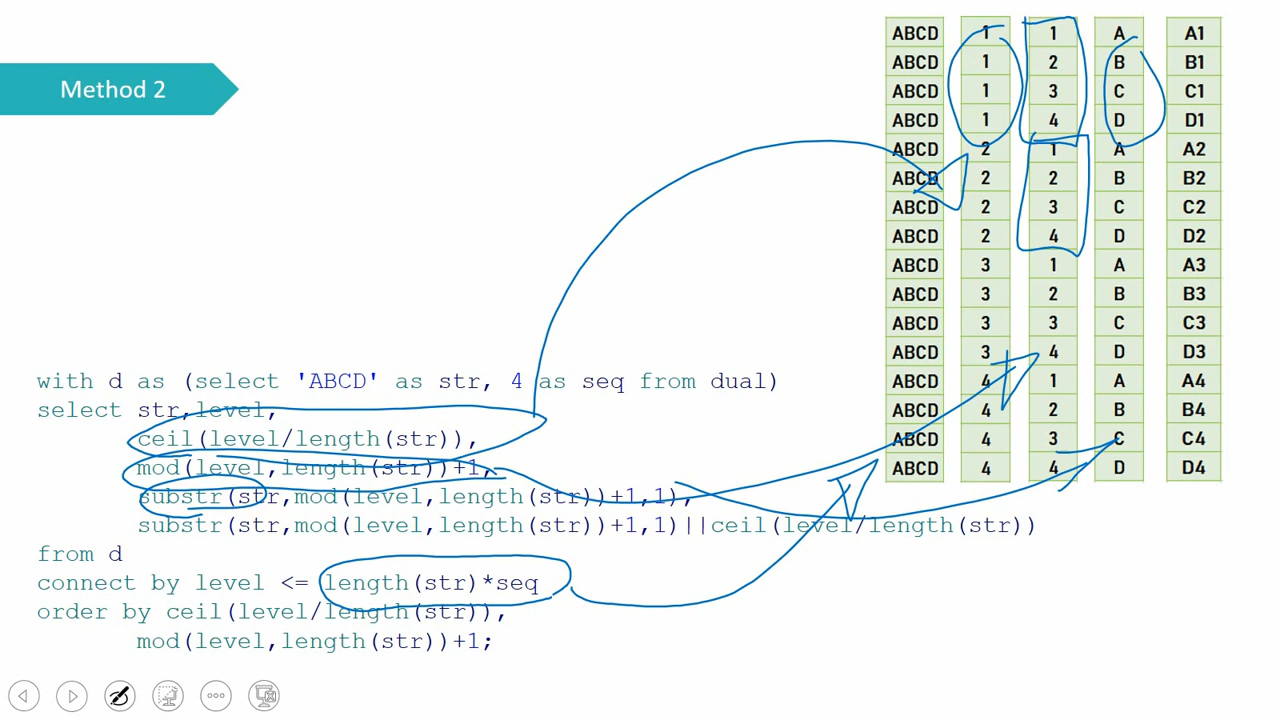 Method 2
with d as (select 'ABCD' as str, 4 as seq from dual)
select str,level,
ceil(level/length(str)),
mod(level,length(str))+1,
substr(str,mod(level,length(str))+1,1),
substr(str,mod(level,length(str))+1,1)||ceil(level/length(str))
from d
connect by level <= length(str)*seq
order by ceil(level/length(str)),
mod(level,length(str))+1;
ABCD 1 1 A A1
ABCD 1 2 B B1
ABCD 1 3 C C1
ABCD 1 4 D D1
ABCD 2 1 A A2
ABCD 2 2 B B2
ABCD 2 3 C C2
ABCD 2 4 D D2
ABCD 3 1 A A3
ABCD 3 2 B B3
ABCD 3 3 C C3
ABCD 3 4 D D3
ABCD 4 1 A A4
ABCD 4 2 B B4
ABCD 4 3 C C4
ABCD 4 4 D D4